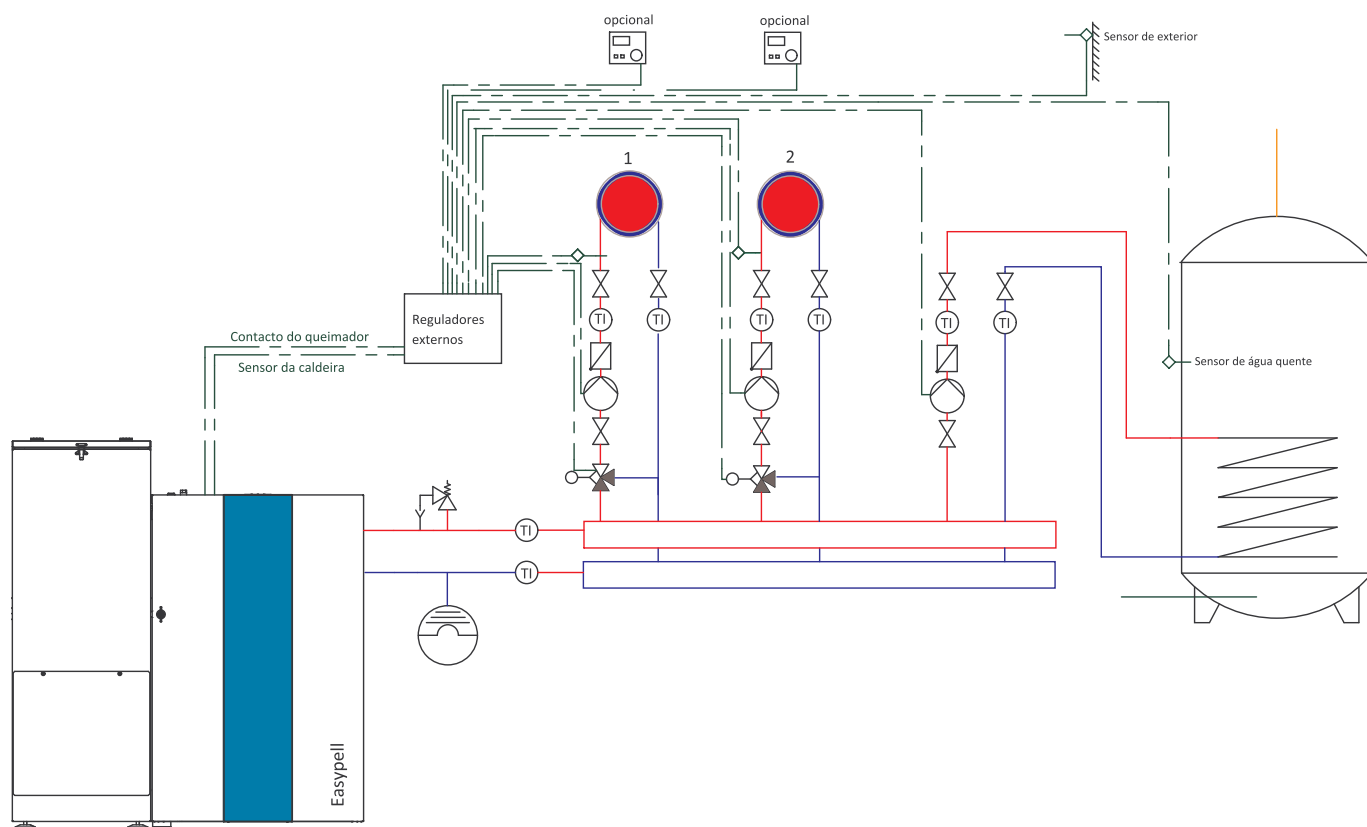 opcional
opcional
Sensor de exterior
1
2
Reguladores
externos
TI
TI
TI
TI
TI
TI
Contacto do queimador
Sensor da caldeira
Sensor de água quente
TI
TI
Easypell